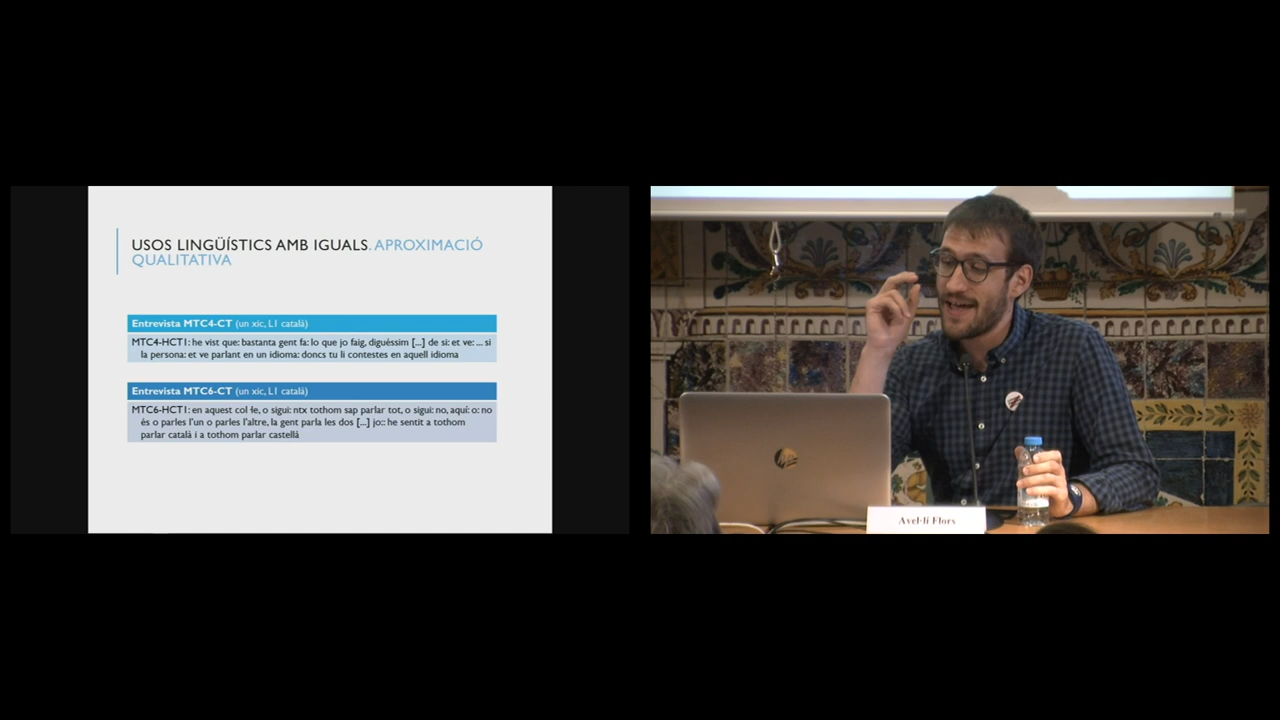 USOS LINGÜÍSTICS AMB IGUALS. APROXIMACIÓ
QUALITATIVA
Entrevista MTC4-CT (un xic, L1 català)
MTC4-HCT1: he vist que: bastanta gent fa: lo que jo faig, diguéssim [...] de si: et ve: ... si
la persona: et ve parlant en un idioma: doncs tu li contestes en aquell idioma
Entrevista MTC6-CT (un xic, L1 català)
MTC6-HCT1: en aquest col·le, o sigui: ntx tothom sap parlar tot, o sigui: no, aquí: o: no
és o parles l'un o parles l'altre, la gent parla les dos [...] jo:: he sentit a tothom
parlar català i a tothom parlar castellà
hp
Avel·lí Flors